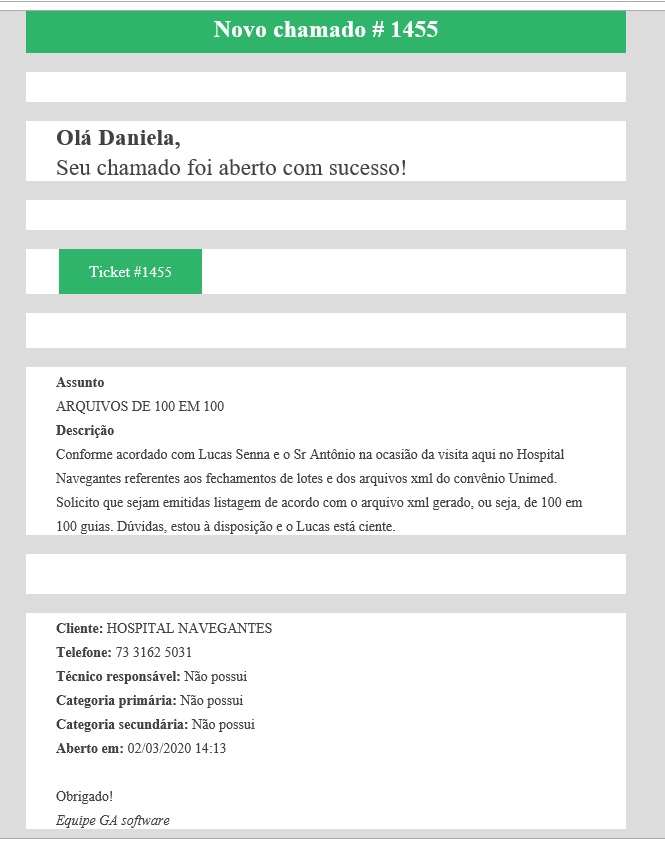 Novo chamado # 1455
Olá Daniela,
Seu chamado foi aberto com sucesso!
Ticket #1455
Assunto
ARQUIVOS DE 100 EM 100
Descrição
Conforme acordado com Lucas Senna e o Sr Antônio na ocasião da visita aqui no Hospital
Navegantes referentes aos fechamentos de lotes e dos arquivos xml do convênio Unimed.
Solicito que sejam emitidas listagem de acordo com o arquivo xml gerado, ou seja, de 100 em
100 guias. Dúvidas, estou à disposição e o Lucas está ciente.
Cliente: HOSPITAL NAVEGANTES
Telefone: 73 3162 5031
Técnico responsável: Não possui
Categoria primária: Não possui
Categoria secundária: Não possui
Aberto em: 02/03/2020 14:13
Obrigado!
Equipe GA software